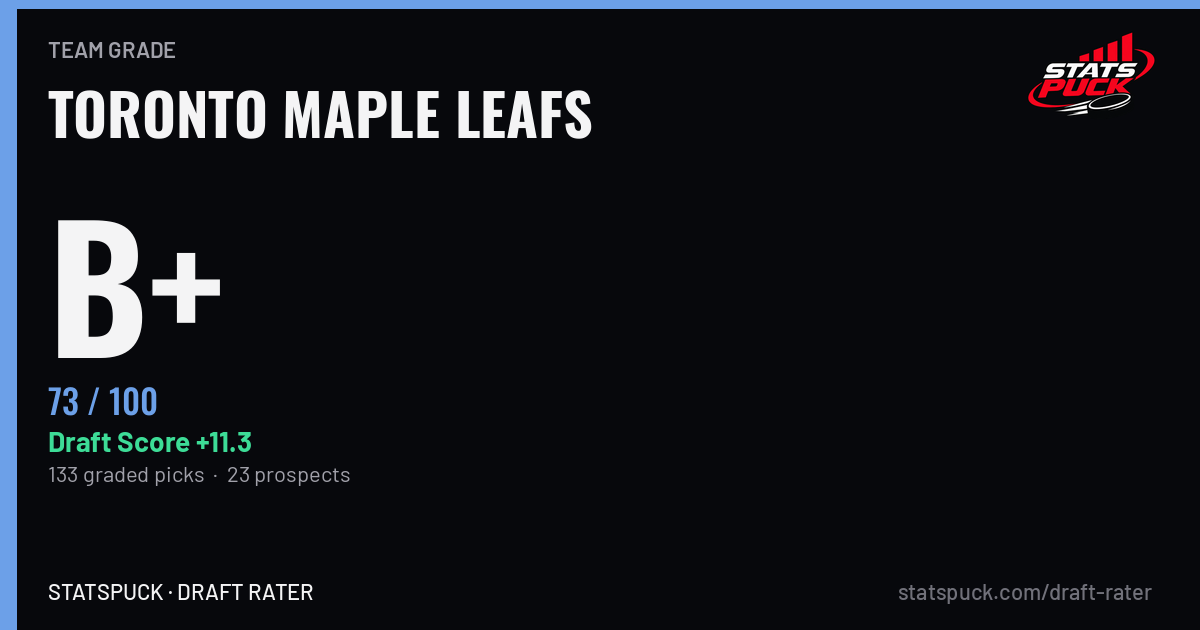 TEAM GRADE
STATS
PUCK
TORONTO MAPLE LEAFS
B+
73 / 100
Draft Score +11.3
133 graded picks · 23 prospects
STATSPUCK · DRAFT RATER
statspuck.com/draft-rater